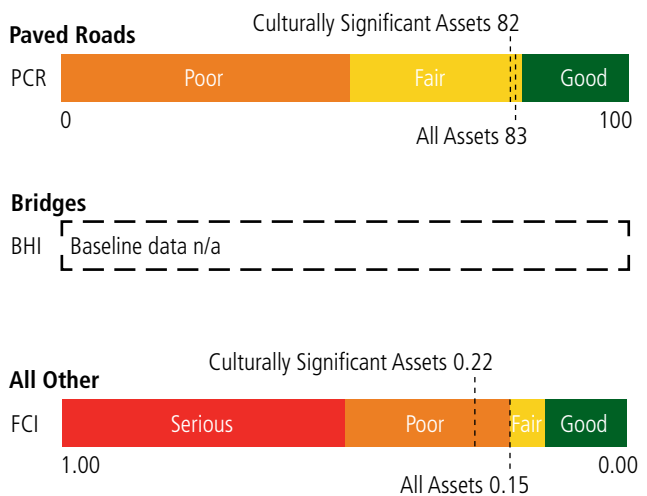 Culturally Significant Assets 82
Paved Roads
PCR Poor Fair Good
0 100
All Assets 83
Bridges
BHI Baseline data n/a
Culturally Significant Assets 0.22
All Other
FCI Serious Poor Fair Good
1.00 0.00
All Assets 0.15